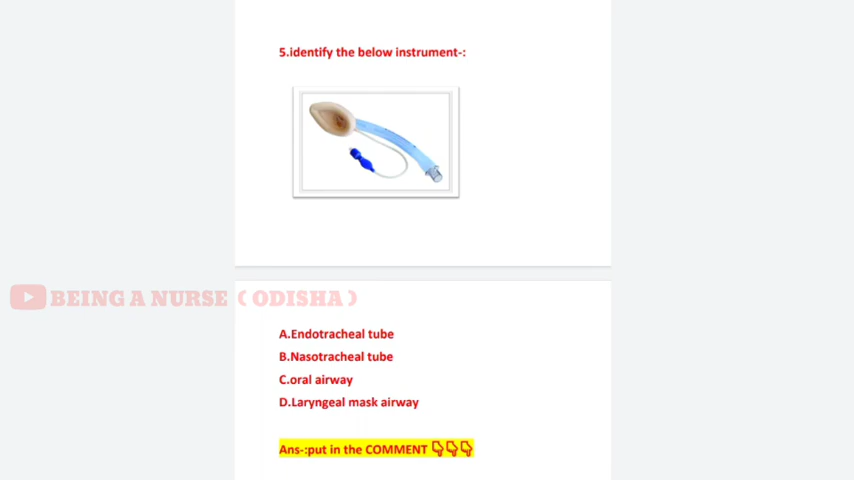 5.identify the below instrument-:
BEING A NURSE ( ODISHA )
A.Endotracheal tube
B.Nasotracheal tube
C.oral airway
D.Laryngeal mask airway
Ans-:put in the COMMENT 👇👇👇